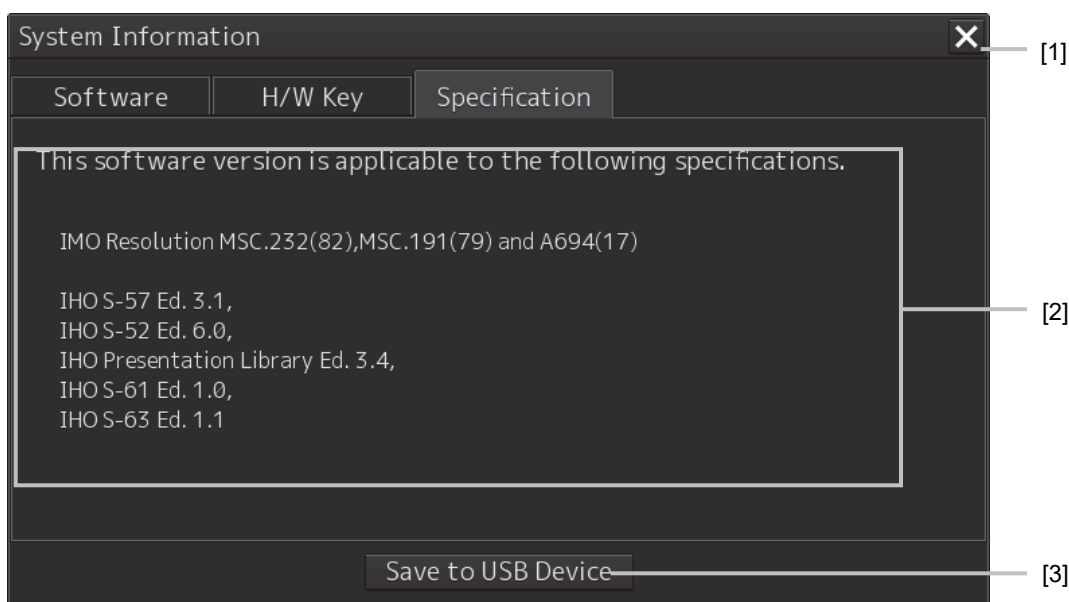 System Information
[1]
Software H/W Key Specification
This software version is applicable to the following specifications.
IMO Resolution MSC.232(82),MSC.191(79) and A694(17)
IHO S-57 Ed. 3.1,
[2]
IHO S-52 Ed. 6.0,
IHO Presentation Library Ed. 3.4,
IHO S-61 Ed. 1.0,
IHO S-63 Ed. 1.1
Save to USB Device
[3]